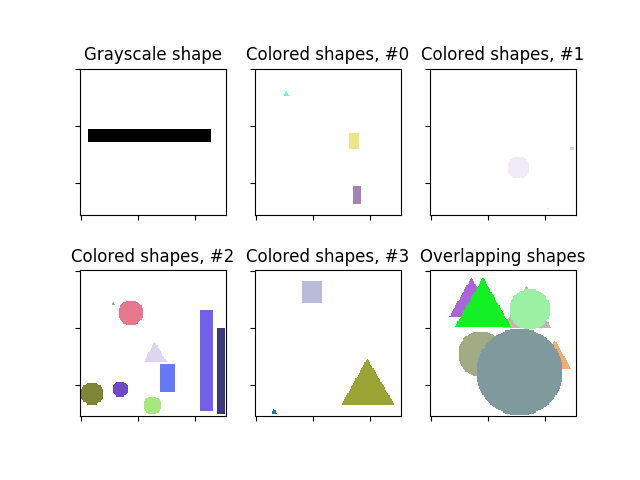 Grayscale shape
Colored shapes, #0
Colored shapes, #1
Colored shapes, #2
Colored shapes, #3
Overlapping shapes